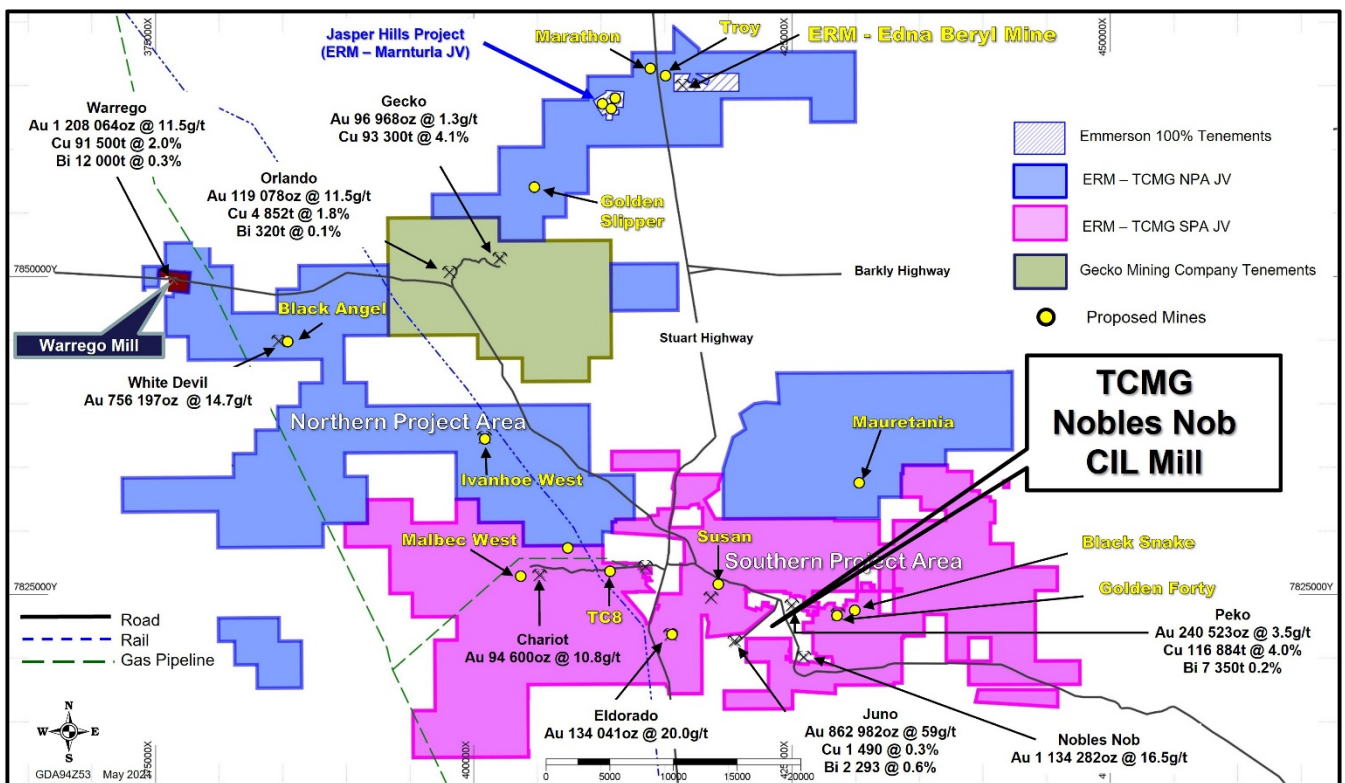 375000X
425000X
450000X
Jasper Hills Project
(ERM – Marnturla JV)
Marathon
Troy
ERM - Edna Beryl Mine
Warrego
Au 1 208 064oz @ 11.5g/t
Cu 91 500t @ 2.0%
Bi 12 000t @ 0.3%
Gecko
Au 96 968oz @ 1.3g/t
Cu 93 300t @ 4.1%
Orlando
Au 119 078oz @ 11.5g/t
Cu 4 852t @ 1.8%
Bi 320t @ 0.1%
Golden
Slipper
Emmerson 100% Tenements
ERM – TCMG NPA JV
ERM – TCMG SPA JV
Gecko Mining Company Tenements
Proposed Mines
7850000Y
7850000Y
Barkly Highway
Stuart Highway
Black Angel
Warrego Mill
White Devil
Au 756 197oz @ 14.7g/t
Northern Project Area
Ivanhoe West
Mauretania
TCMG
Nobles Nob
CIL Mill
Malbec West
Susan
Southern Project Area
Black Snake
Golden Forty
7825000Y
7825000Y
TC8
Chariot
Au 94 600oz @ 10.8g/t
Peko
Au 240 523oz @ 3.5g/t
Cu 116 884t @ 4.0%
Bi 7 350t 0.2%
Road
Rail
Gas Pipeline
Eldorado
Au 134 041oz @ 20.0g/t
Juno
Au 862 982oz @ 59g/t
Cu 1 490 @ 0.3%
Bi 2 293 @ 0.6%
Nobles Nob
Au 1 134 282oz @ 16.5g/t
N
W
E
S
GDA94Z53 May 2024
400000X
0
5000
10000
15000
20000